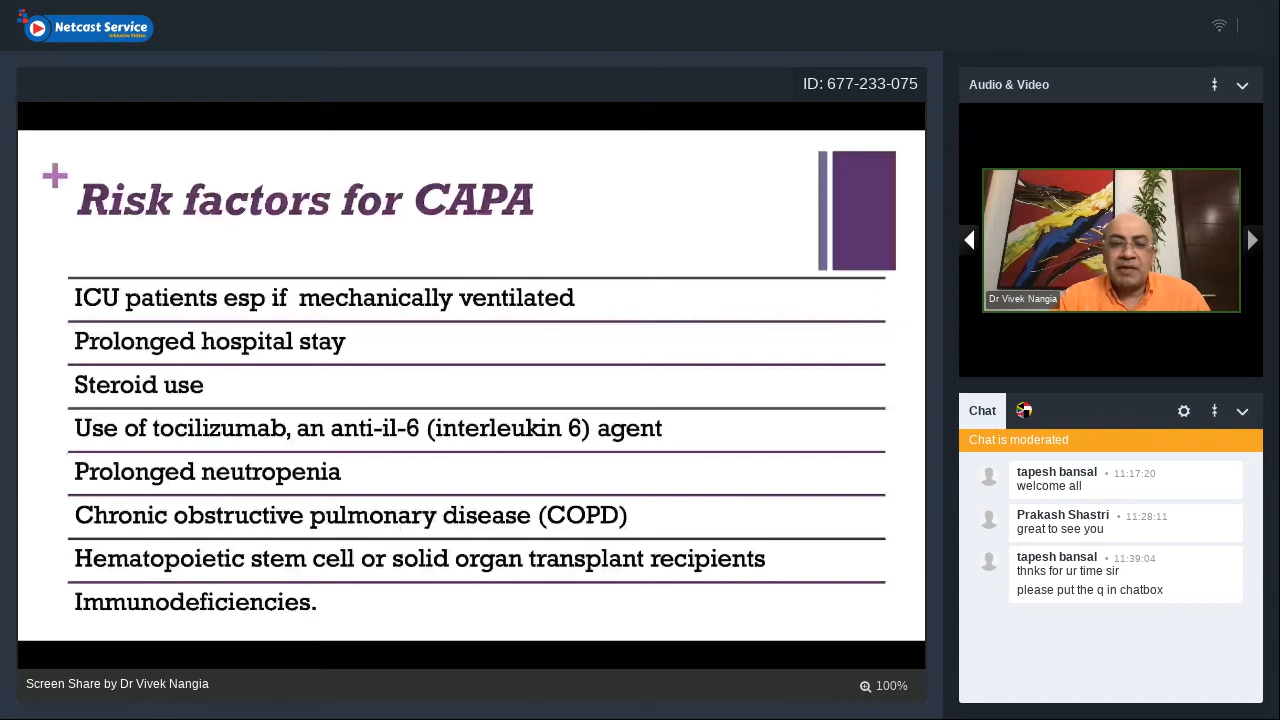 Netcast Service
ID: 677-233-075
+
Risk factors for CAPA
ICU patients esp if mechanically ventilated
Prolonged hospital stay
Steroid use
Use of tocilizumab, an anti-il-6 (interleukin 6) agent
Prolonged neutropenia
Chronic obstructive pulmonary disease (COPD)
Hematopoietic stem cell or solid organ transplant recipients
Immunodeficiencies.
Screen Share by Dr Vivek Nangia
100%
Audio & Video
Dr Vivek Nangia
Chat
Chat is moderated
tapesh bansal • 11:17:20
welcome all
Prakash Shastri • 11:28:11
great to see you
tapesh bansal • 11:39:04
thnks for ur time sir
please put the q in chatbox